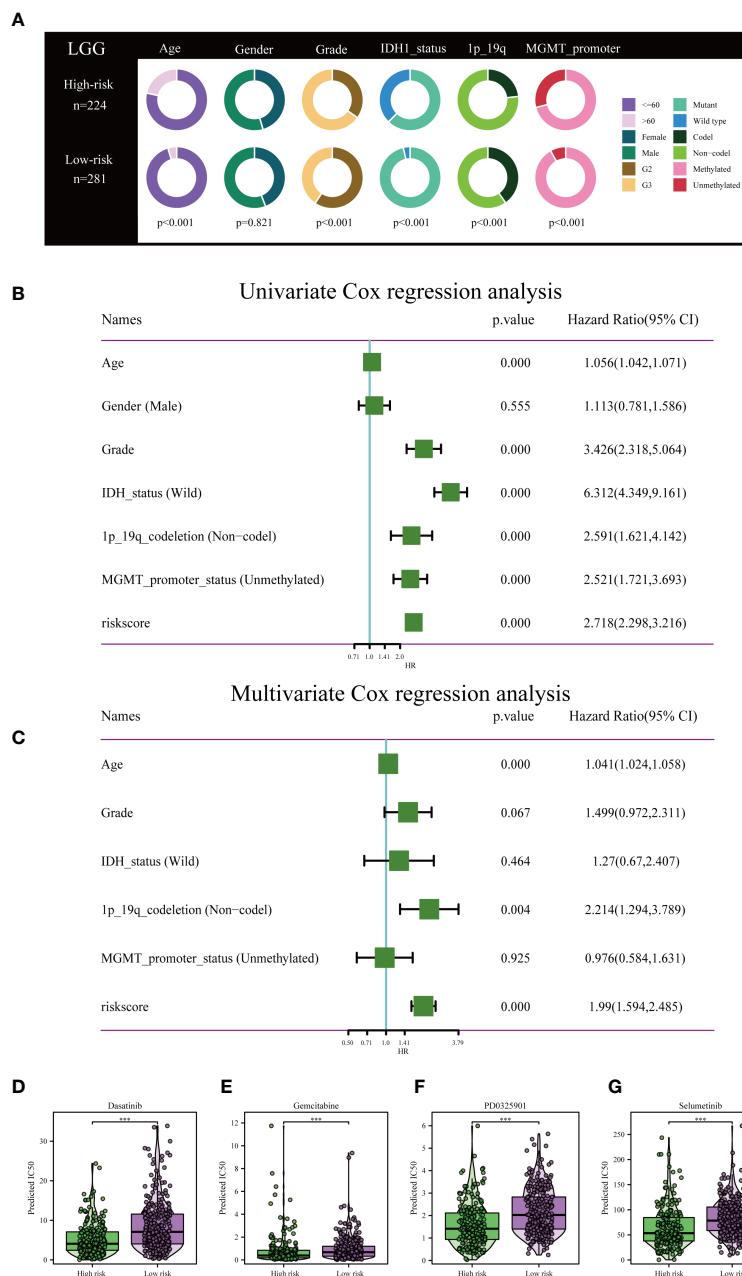 A
LGG Age Gender Grade IDH1_status 1p_19q MGMT_promoter
High-risk
n=224
Low-risk
n=281
<=60 Mutant
>60 Wild type
Female Codel
Male Non−codel
G2 Methylated
G3 Unmethylated
p<0.001 p=0.821 p<0.001 p<0.001 p<0.001 p<0.001
B
Univariate Cox regression analysis
Names p.value Hazard Ratio(95% CI)
Age 0.000 1.056(1.042,1.071)
Gender (Male) 0.555 1.113(0.781,1.586)
Grade 0.000 3.426(2.318,5.064)
IDH_status (Wild) 0.000 6.312(4.349,9.161)
1p_19q_codeletion (Non−codel) 0.000 2.591(1.621,4.142)
MGMT_promoter_status (Unmethylated) 0.000 2.521(1.721,3.693)
riskscore 0.000 2.718(2.298,3.216)
0.71 1.0 1.41 2.0
HR
Multivariate Cox regression analysis
C
Names p.value Hazard Ratio(95% CI)
Age 0.000 1.041(1.024,1.058)
Grade 0.067 1.499(0.972,2.311)
IDH_status (Wild) 0.464 1.27(0.67,2.407)
1p_19q_codeletion (Non−codel) 0.004 2.214(1.294,3.789)
MGMT_promoter_status (Unmethylated) 0.925 0.976(0.584,1.631)
riskscore 0.000 1.99(1.594,2.485)
0.50 0.71 1.0 1.41 3.79
HR
D
Dasatinib
***
Predicted IC50
30
20
10
0
High risk Low risk
E
Gemcitabine
***
Predicted IC50
12
10
8
6
4
2
0
High risk Low risk
F
PD0325901
***
Predicted IC50
6
5
4
3
2
1
0
High risk Low risk
G
Selumetinib
***
Predicted IC50
250
200
150
100
50
0
High risk Low risk